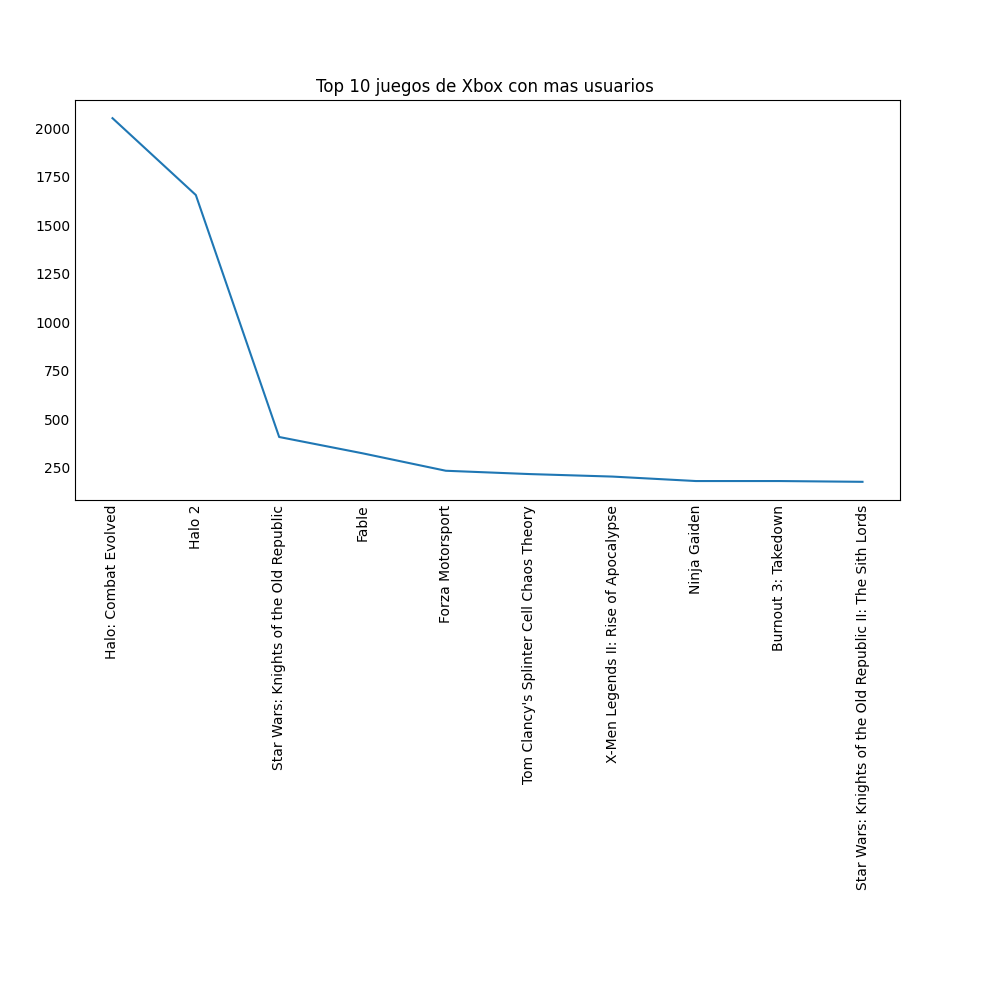 Top 10 juegos de Xbox con mas usuarios
2000
1750
1500
1250
1000
750
500
250
Halo: Combat Evolved
Halo 2
Star Wars: Knights of the Old Republic
Fable
Forza Motorsport
Tom Clancy's Splinter Cell Chaos Theory
X-Men Legends II: Rise of Apocalypse
Ninja Gaiden
Burnout 3: Takedown
Star Wars: Knights of the Old Republic II: The Sith Lords